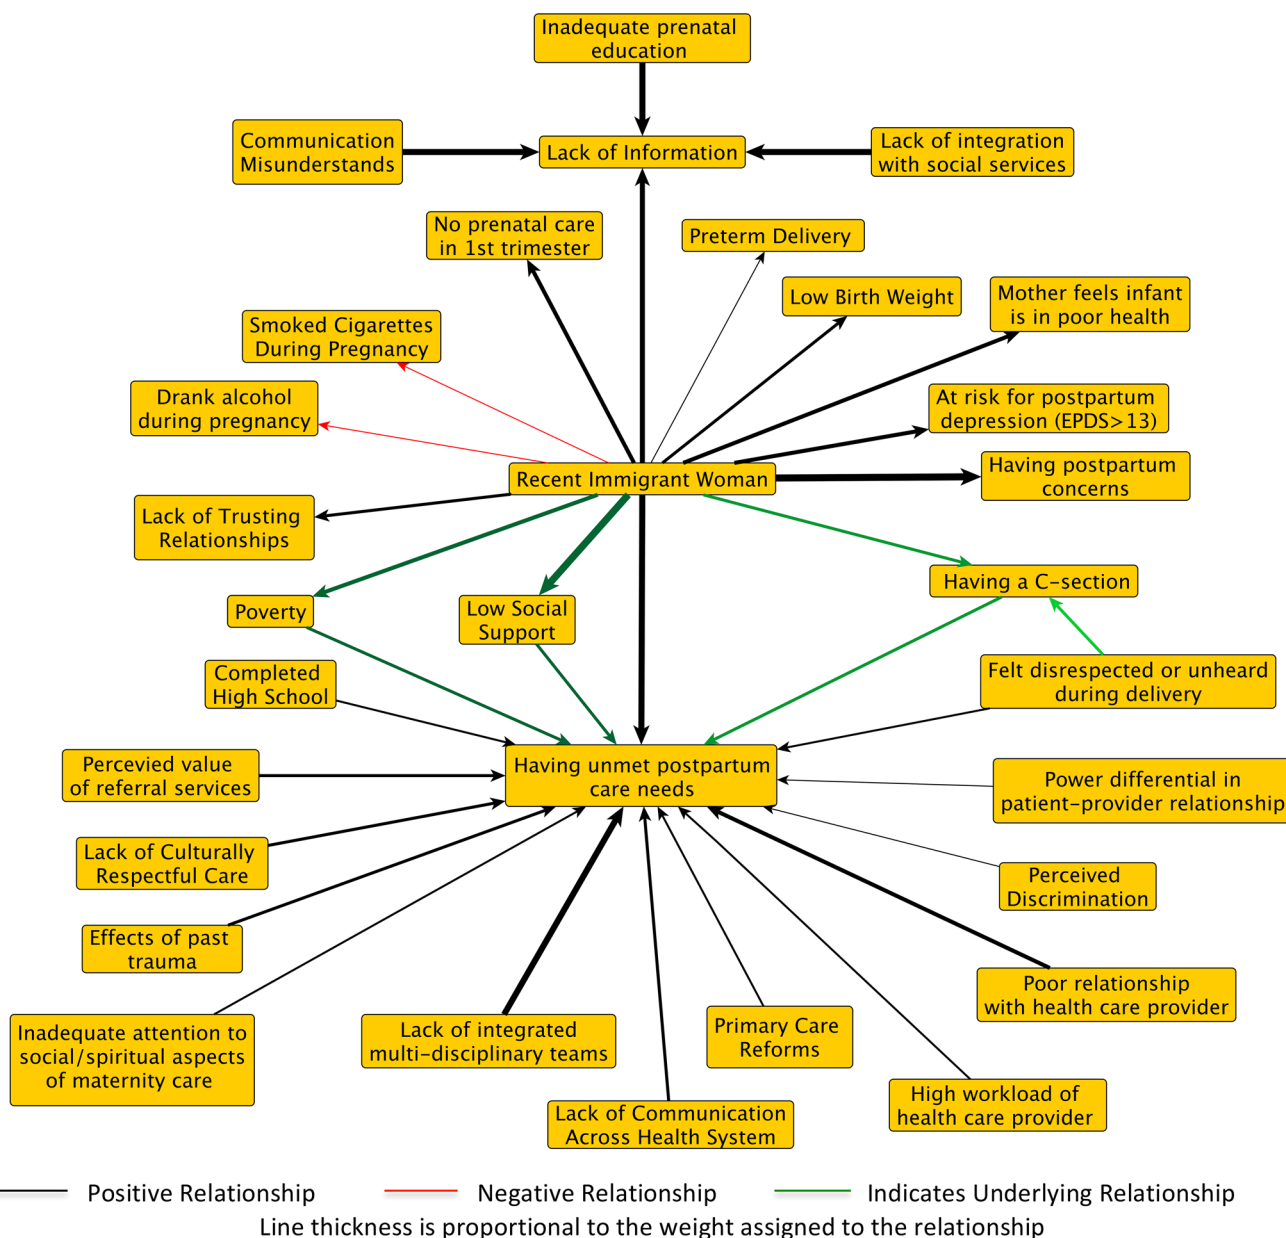 Inadequate prenatal
education
Communication
Misunderstands
Lack of Information
Lack of integration
with social services
No prenatal care
in 1st trimester
Preterm Delivery
Low Birth Weight
Mother feels infant
is in poor health
Smoked Cigarettes
During Pregnancy
Drank alcohol
during pregnancy
At risk for postpartum
depression (EPDS>13)
Recent Immigrant Woman
Having postpartum
concerns
Lack of Trusting
Relationships
Having a C-section
Poverty
Low Social
Support
Completed
High School
Felt disrespected or unheard
during delivery
Percevied value
of referral services
Having unmet postpartum
care needs
Power differential in
patient-provider relationship
Lack of Culturally
Respectful Care
Perceived
Discrimination
Effects of past
trauma
Poor relationship
with health care provider
Inadequate attention to
social/spiritual aspects
of maternity care
Lack of integrated
multi-disciplinary teams
Primary Care
Reforms
High workload of
health care provider
Lack of Communication
Across Health System
Positive Relationship
Negative Relationship
Indicates Underlying Relationship
Line thickness is proportional to the weight assigned to the relationship